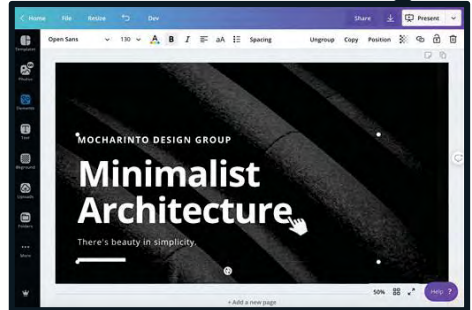 Home File Resize Dev Share Present
Open Sans 130 A B I aA Spacing Ungroup Copy Position
Templates
Photos
Elements
Text
Bkground
Uploads
Folders
More
MOCHARINTO DESIGN GROUP
Minimalist
Architecture
There's beauty in simplicity.
50% Help ?
+ Add a new page